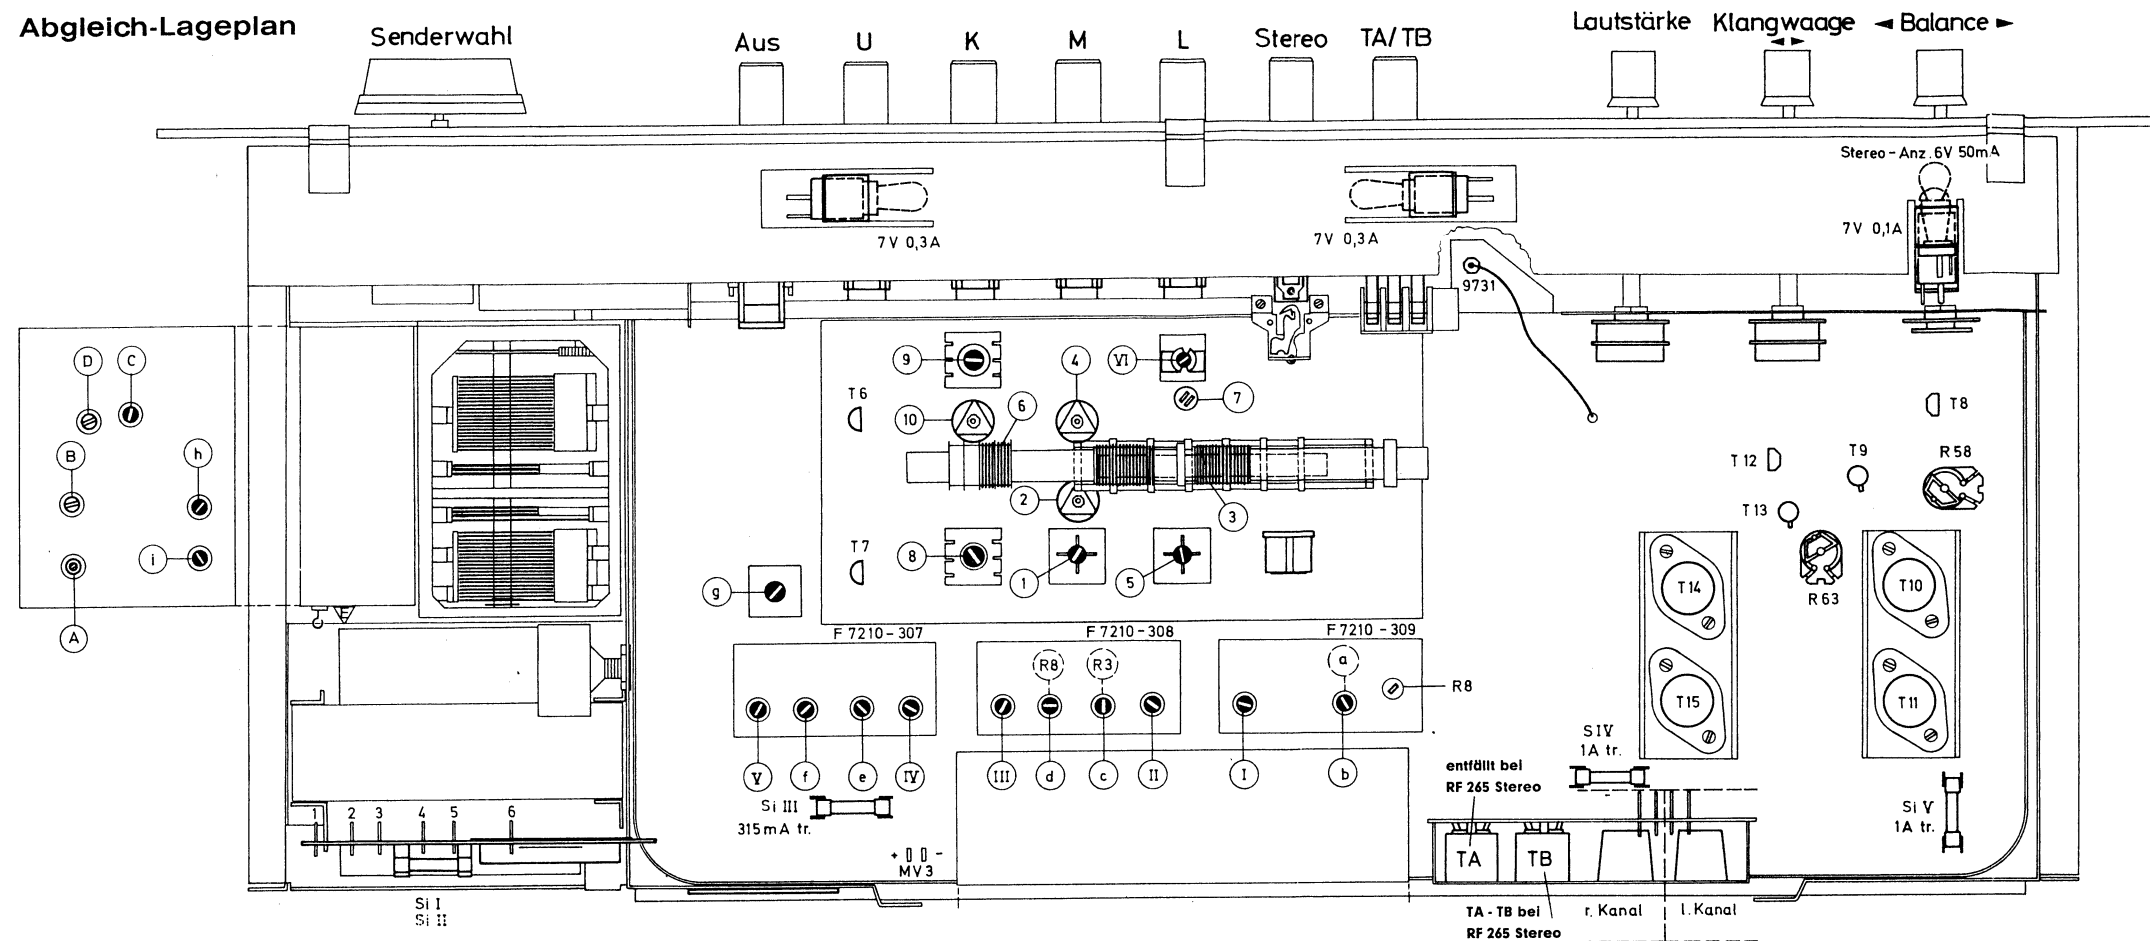 Abgleich-Lageplan
Senderwahl
Aus
U
K
M
L
Stereo
TA/TB
Lautstärke
Klangwaage
◄ ►
◄ Balance ►
Stereo-Anz. 6V 50mA
7V 0,3A
7V 0,3A
7V 0,1A
9731
D
C
B
h
i
A
9
4
VI
7
T6
10
6
T8
T12
T9
R58
2
3
T13
T7
8
1
5
g
T14
T10
R63
F 7210-307
F 7210-308
F 7210-309
R8
R3
a
R8
T15
T11
V
f
e
IV
III
d
c
II
I
b
SIV
1A tr.
entfällt bei
RF 265 Stereo
Si III
315mA tr.
Si V
1A tr.
1
2
3
4
5
6
+ -
MV3
TA
TB
Si I
Si II
TA - TB bei
RF 265 Stereo
r. Kanal
l. Kanal